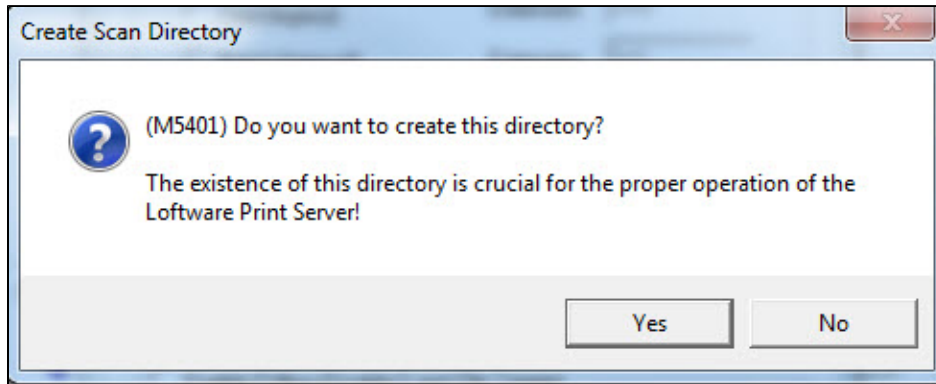 Create Scan Directory
(M5401) Do you want to create this directory?
The existence of this directory is crucial for the proper operation of the
Loftware Print Server!
Yes
No